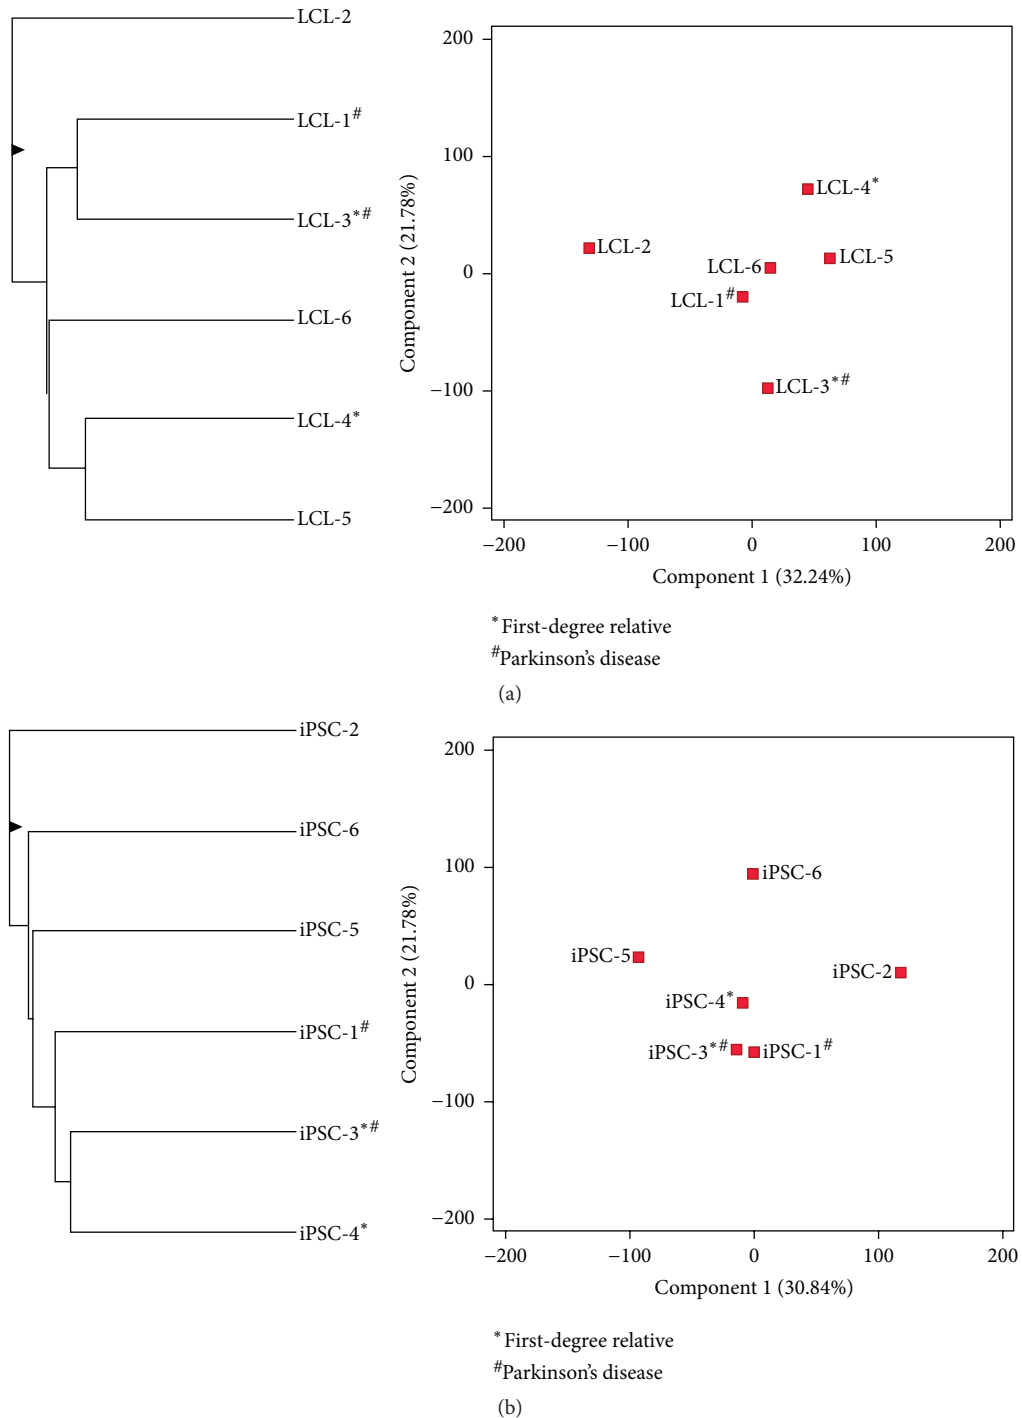 LCL-2
LCL-1#
LCL-3*#
LCL-6
LCL-4*
LCL-5
Component 2 (21.78%)
200
100
0
−100
−200
LCL-4*
LCL-2
LCL-5
LCL-6
LCL-1#
LCL-3*#
−200
−100
0
100
200
Component 1 (32.24%)
*First-degree relative
#Parkinson's disease
(a)
iPSC-2
iPSC-6
iPSC-5
iPSC-1#
iPSC-3*#
iPSC-4*
Component 2 (21.78%)
200
100
0
−100
−200
iPSC-6
iPSC-5
iPSC-2
iPSC-4*
iPSC-3*#
iPSC-1#
−200
−100
0
100
200
Component 1 (30.84%)
*First-degree relative
#Parkinson's disease
(b)